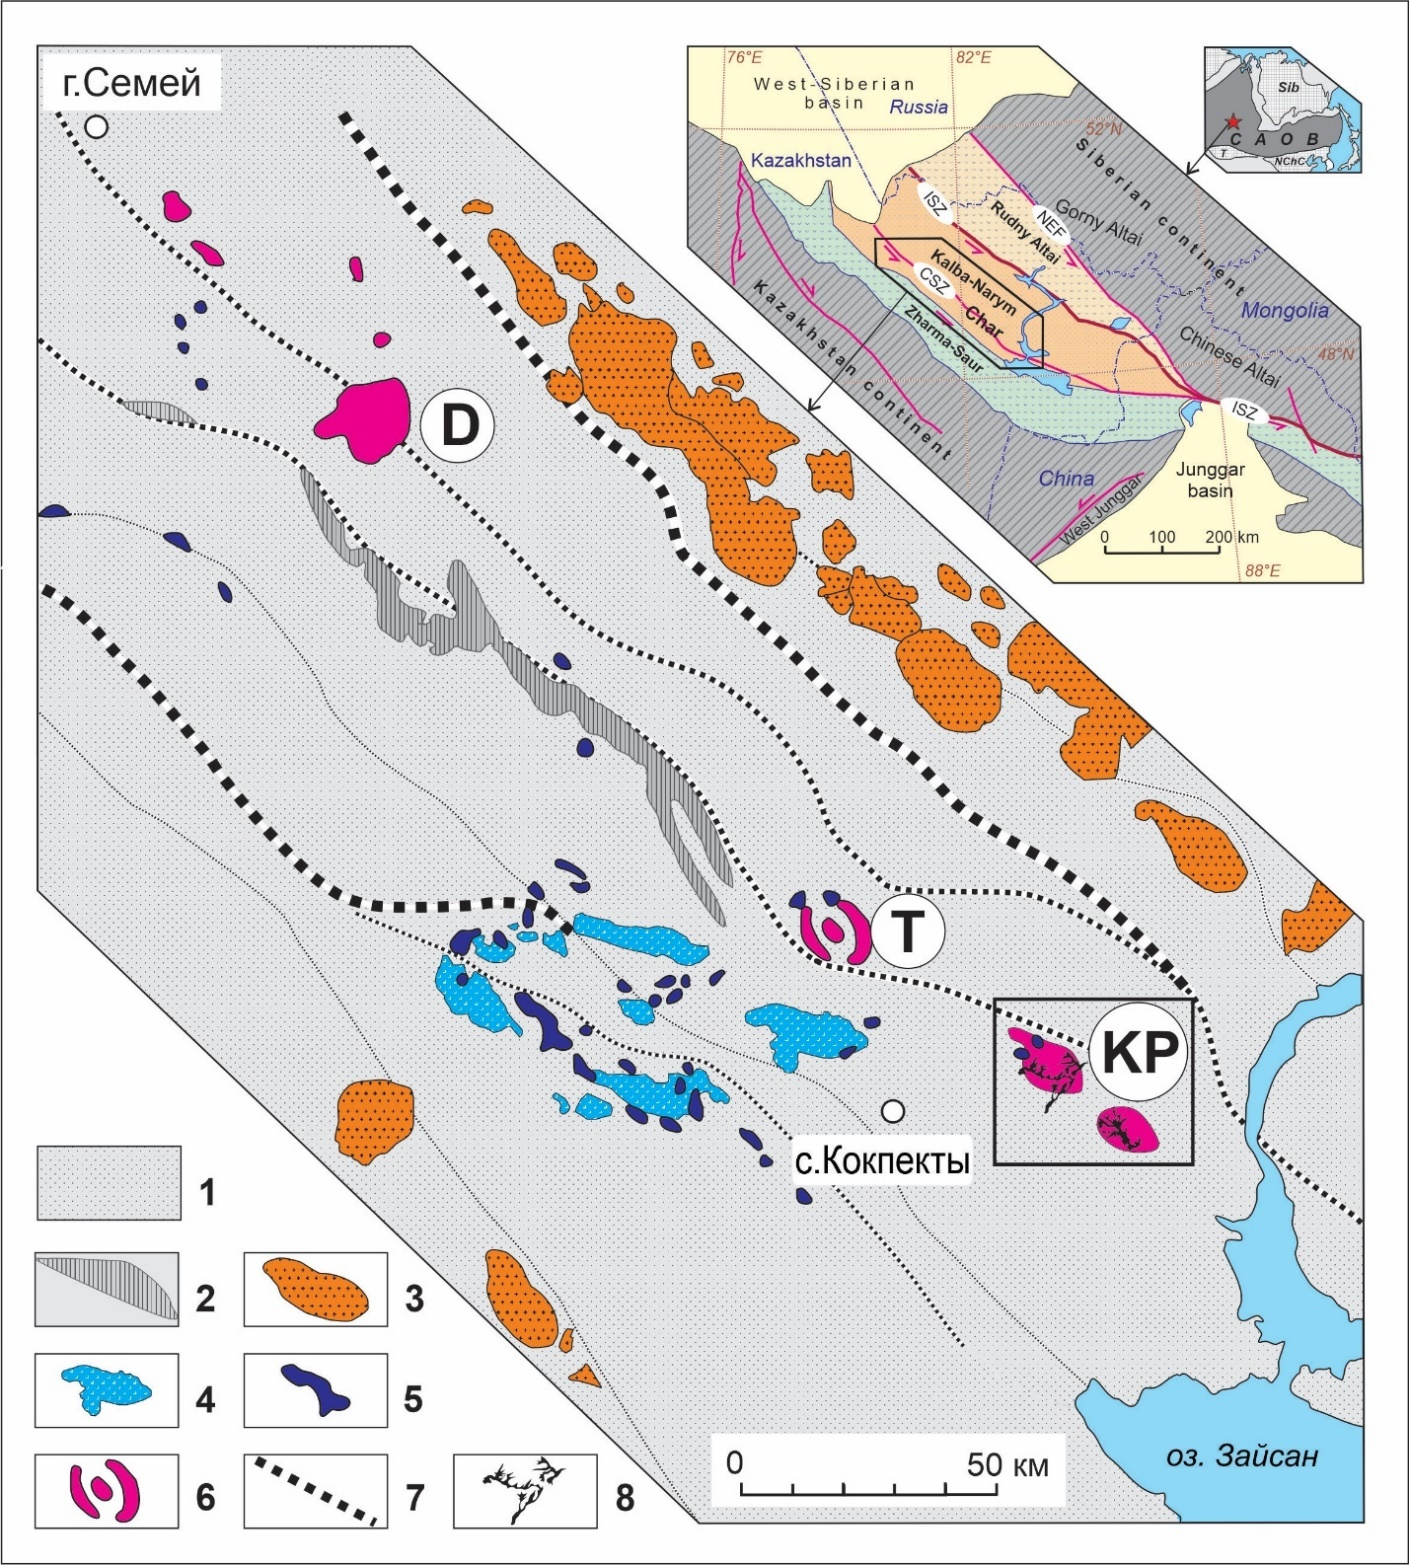 г.Семей
D
T
KP
с.Кокпекты
оз. Зайсан
0 50 км
1
2
3
4
5
6
7
8
76°E
82°E
West-Siberian
basin
Russia
52°N
Kazakhstan
Siberian continent
ISZ
NEF
Gorny Altai
Rudny Altai
Kalba-Narym
CSZ
Char
Zharma-Saur
Kazakhstan continent
Mongolia
Chinese Altai
48°N
ISZ
China
Junggar
basin
West Junggar
0 100 200 km
88°E
Sib
C A O B
T
NChC